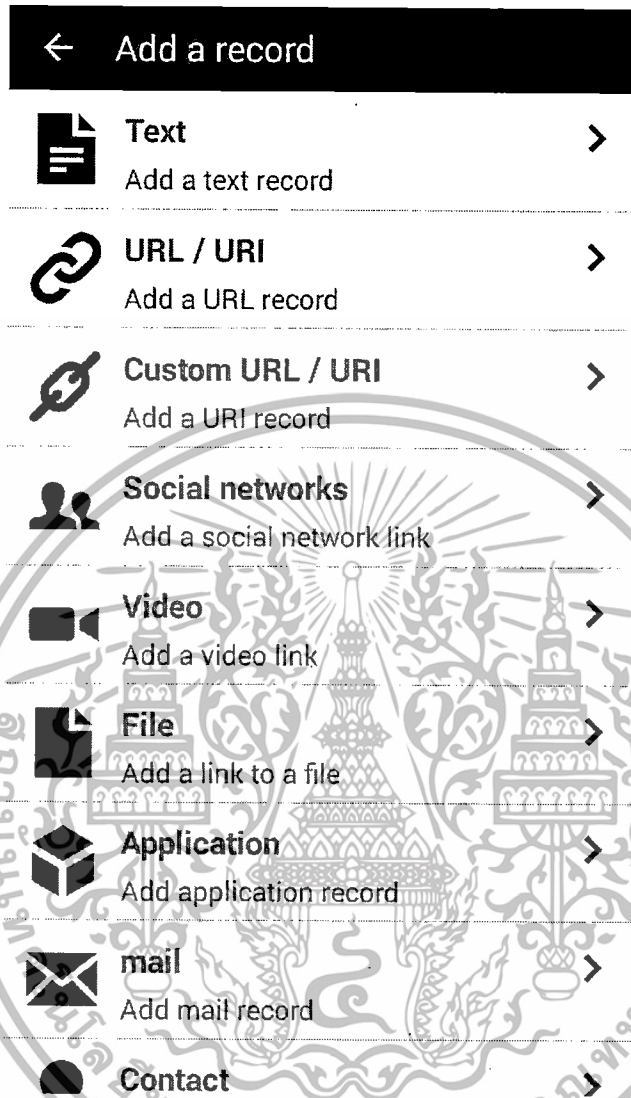 Add a record
Text
Add a text record
URL / URI
Add a URL record
Custom URL / URI
Add a URI record
Social networks
Add a social network link
Video
Add a video link
File
Add a link to a file
Application
Add application record
mail
Add mail record
Contact